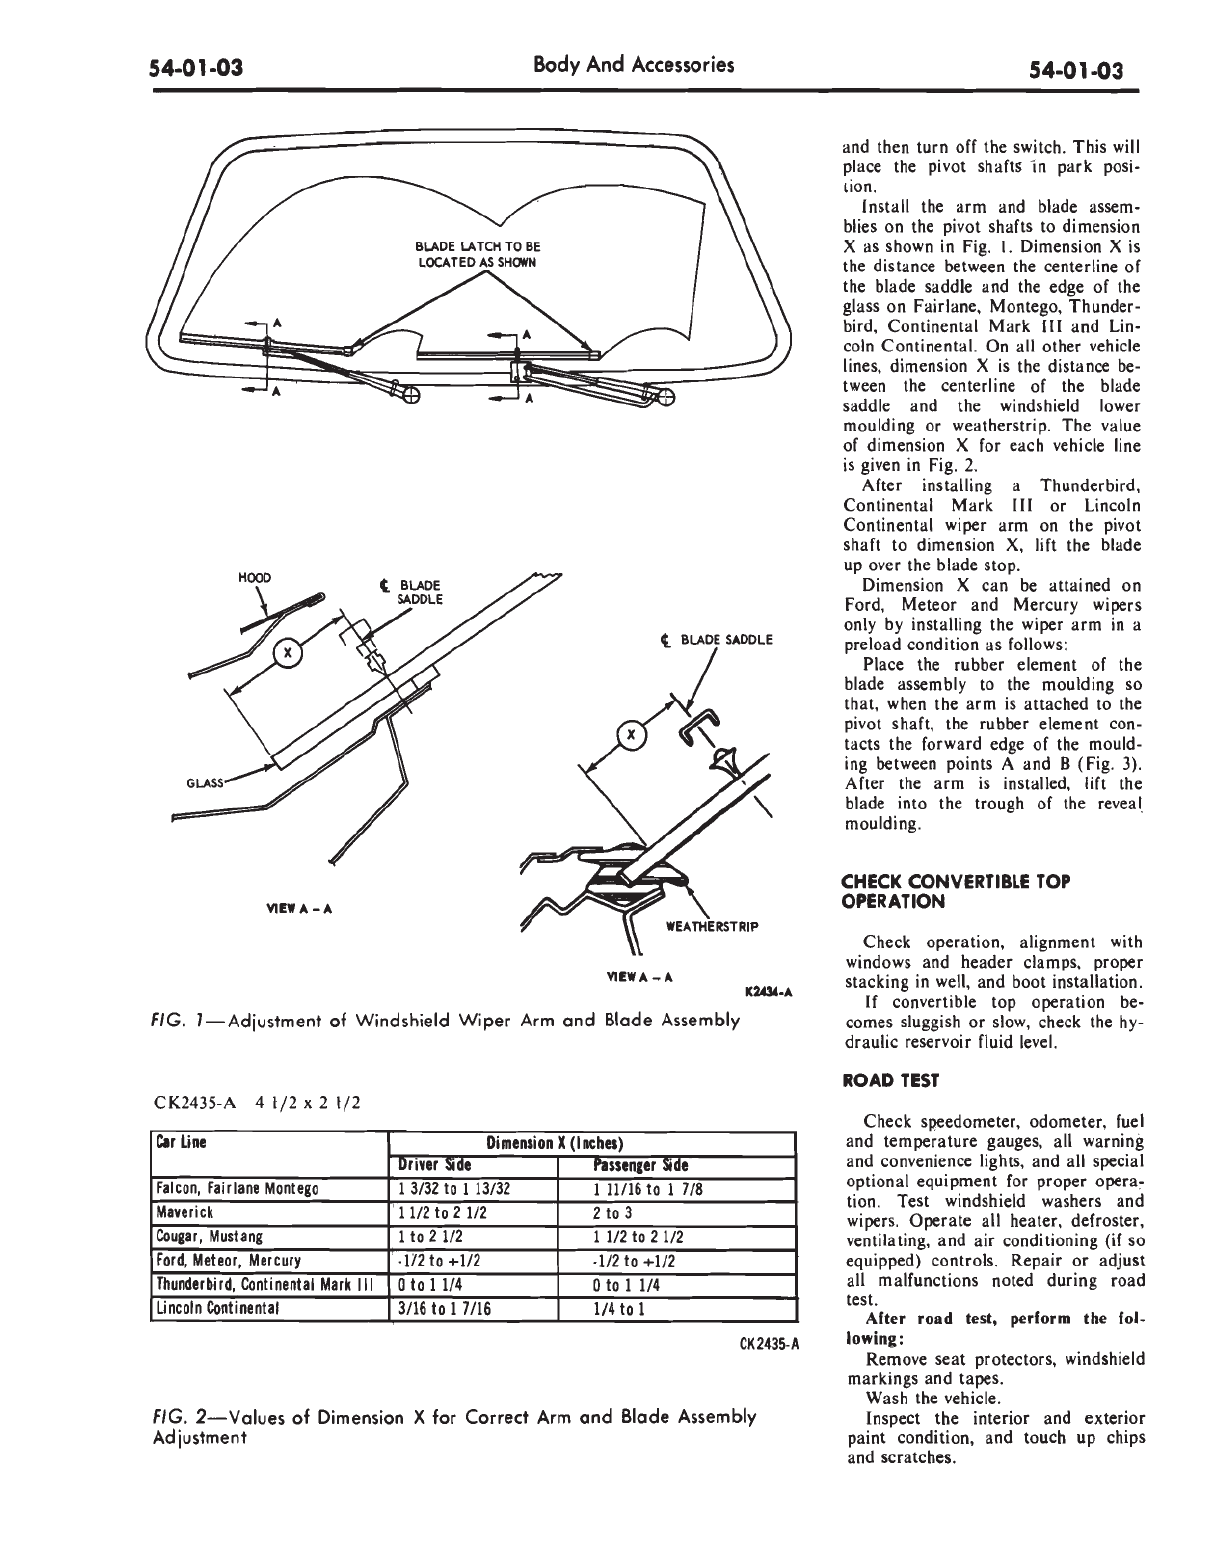 54-01-03
Body And Accessories
54-01-03
BLADE LATCH TO BE
LOCATED AS SHOWN
A
A
A
A
HOOD
℄ BLADE
SADDLE
X
GLASS
VIEW A - A
℄ BLADE SADDLE
X
WEATHERSTRIP
VIEW A - A
K2434-A
FIG. 1—Adjustment of Windshield Wiper Arm and Blade Assembly
CK2435-A 4 1/2 x 2 1/2
Car Line
Dimension X (Inches)
Driver Side
Passenger Side
Falcon, Fairlane Montego 1 3/32 to 1 13/32 1 11/16 to 1 7/8
Maverick 1 1/2 to 2 1/2 2 to 3
Cougar, Mustang 1 to 2 1/2 1 1/2 to 2 1/2
Ford, Meteor, Mercury -1/2 to +1/2 -1/2 to +1/2
Thunderbird, Continental Mark III 0 to 1 1/4 0 to 1 1/4
Lincoln Continental 3/16 to 1 7/16 1/4 to 1
CK2435-A
FIG. 2—Values of Dimension X for Correct Arm and Blade Assembly
Adjustment
and then turn off the switch. This will
place the pivot shafts in park posi-
tion.
Install the arm and blade assem-
blies on the pivot shafts to dimension
X as shown in Fig. 1. Dimension X is
the distance between the centerline of
the blade saddle and the edge of the
glass on Fairlane, Montego, Thunder-
bird, Continental Mark III and Lin-
coln Continental. On all other vehicle
lines, dimension X is the distance be-
tween the centerline of the blade
saddle and the windshield lower
moulding or weatherstrip. The value
of dimension X for each vehicle line
is given in Fig. 2.
After installing a Thunderbird,
Continental Mark III or Lincoln
Continental wiper arm on the pivot
shaft to dimension X, lift the blade
up over the blade stop.
Dimension X can be attained on
Ford, Meteor and Mercury wipers
only by installing the wiper arm in a
preload condition as follows:
Place the rubber element of the
blade assembly to the moulding so
that, when the arm is attached to the
pivot shaft, the rubber element con-
tacts the forward edge of the mould-
ing between points A and B (Fig. 3).
After the arm is installed, lift the
blade into the trough of the reveal
moulding.
CHECK CONVERTIBLE TOP
OPERATION
Check operation, alignment with
windows and header clamps, proper
stacking in well, and boot installation.
If convertible top operation be-
comes sluggish or slow, check the hy-
draulic reservoir fluid level.
ROAD TEST
Check speedometer, odometer, fuel
and temperature gauges, all warning
and convenience lights, and all special
optional equipment for proper opera-
tion. Test windshield washers and
wipers. Operate all heater, defroster,
ventilating, and air conditioning (if so
equipped) controls. Repair or adjust
all malfunctions noted during road
test.
After road test, perform the fol-
lowing:
Remove seat protectors, windshield
markings and tapes.
Wash the vehicle.
Inspect the interior and exterior
paint condition, and touch up chips
and scratches.